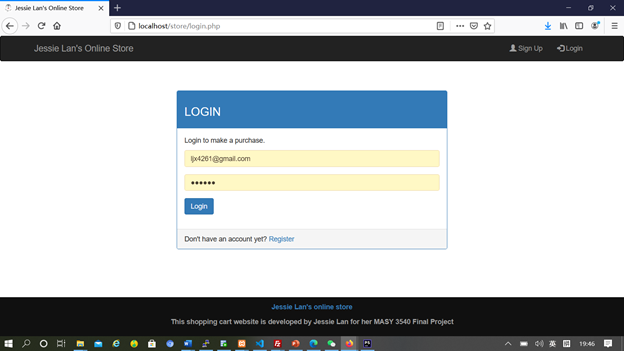 Jessie Lan's Online Store
localhost/store/login.php
Jessie Lan's Online Store
Sign Up
Login
LOGIN
Login to make a purchase.
ljx4261@gmail.com
●●●●●●
Login
Don't have an account yet? Register
Jessie Lan's online store
This shopping cart website is developed by Jessie Lan for her MASY 3540 Final Project
英
19:46